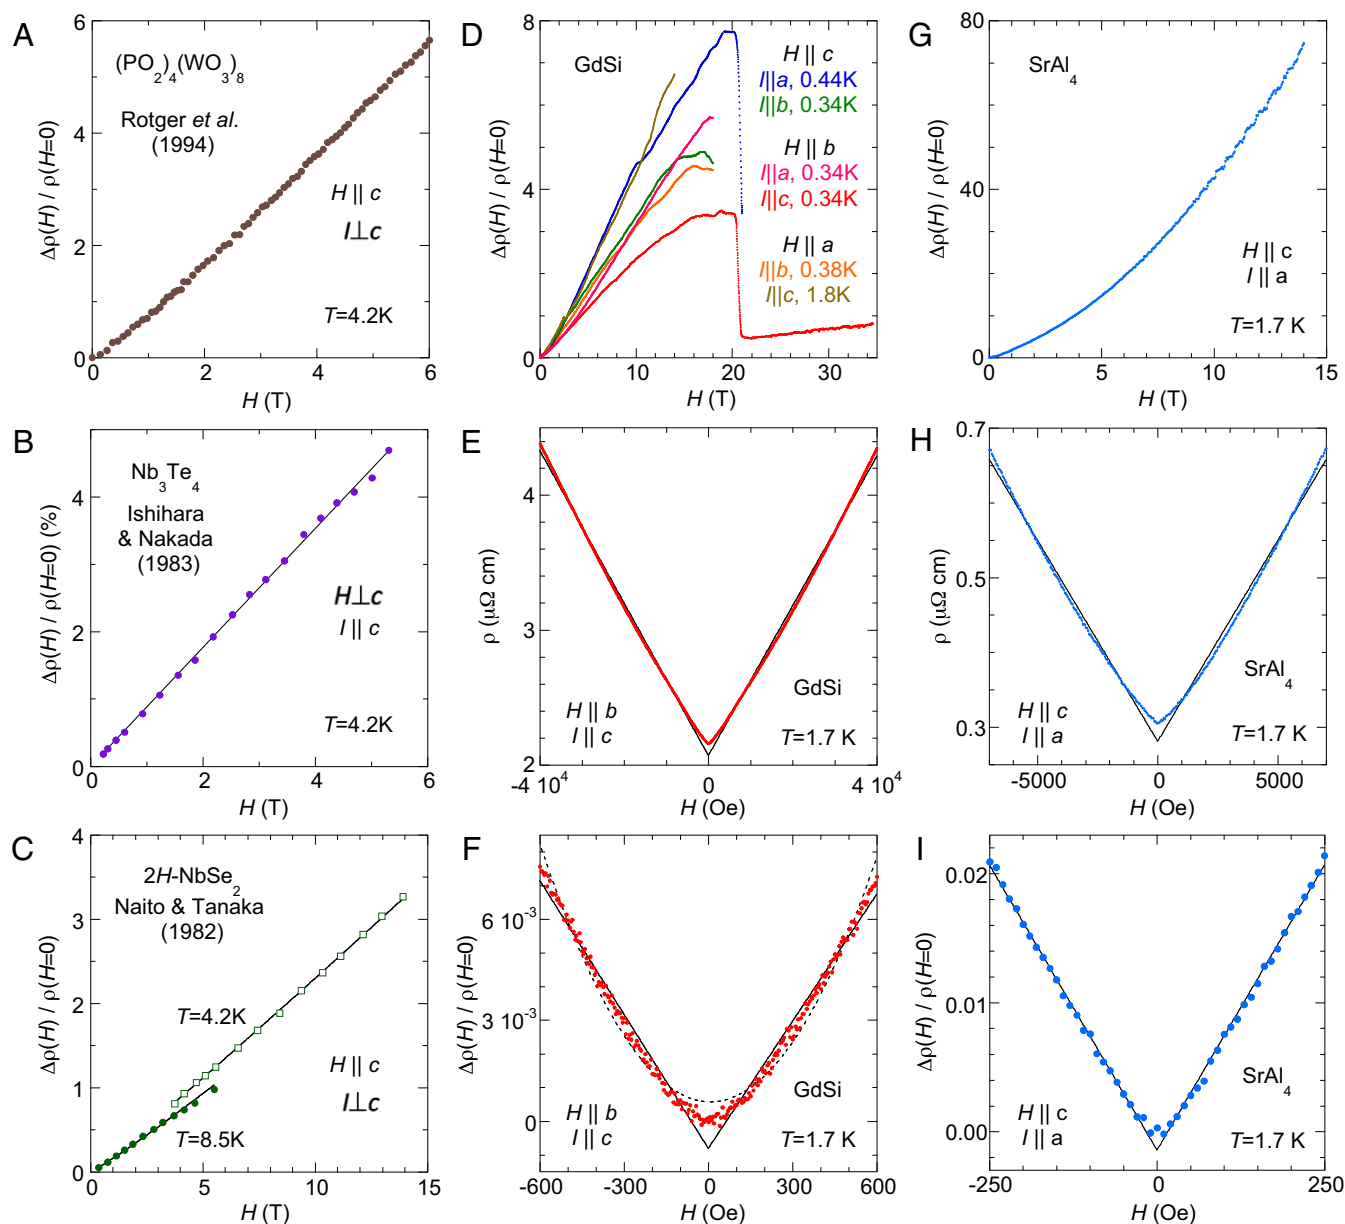 A
6
4
2
0
Δρ(H) / ρ(H=0)
(PO₂)₄(WO₃)₈
Rotger et al.
(1994)
H || c
I⊥c
T=4.2K
0 2 4 6
H (T)
B
4
2
0
Δρ(H) / ρ(H=0) (%)
Nb₃Te₄
Ishihara
& Nakada
(1983)
H⊥c
I || c
T=4.2K
0 2 4 6
H (T)
C
4
3
2
1
0
Δρ(H) / ρ(H=0)
2H-NbSe₂
Naito & Tanaka
(1982)
T=4.2K
H || c
I⊥c
T=8.5K
0 5 10 15
H (T)
D
8
4
0
Δρ(H) / ρ(H=0)
GdSi
H || c
I||a, 0.44K
I||b, 0.34K
H || b
I||a, 0.34K
I||c, 0.34K
H || a
I||b, 0.38K
I||c, 1.8K
0 10 20 30
H (T)
E
4
3
2
ρ (μΩ cm)
GdSi
H || b
I || c
T=1.7 K
-4 10⁴ 0 4 10⁴
H (Oe)
F
6 10⁻³
3 10⁻³
0
Δρ(H) / ρ(H=0)
GdSi
H || b
I || c
T=1.7K
-600 -300 0 300 600
H (Oe)
G
80
40
0
Δρ(H) / ρ(H=0)
SrAl₄
H || c
I || a
T=1.7 K
0 5 10 15
H (T)
H
0.7
0.5
0.3
ρ (μΩ cm)
SrAl₄
H || c
I || a
T=1.7 K
-5000 0 5000
H (Oe)
I
0.02
0.01
0.00
Δρ(H) / ρ(H=0)
SrAl₄
H || c
I || a
T=1.7 K
-250 0 250
H (Oe)